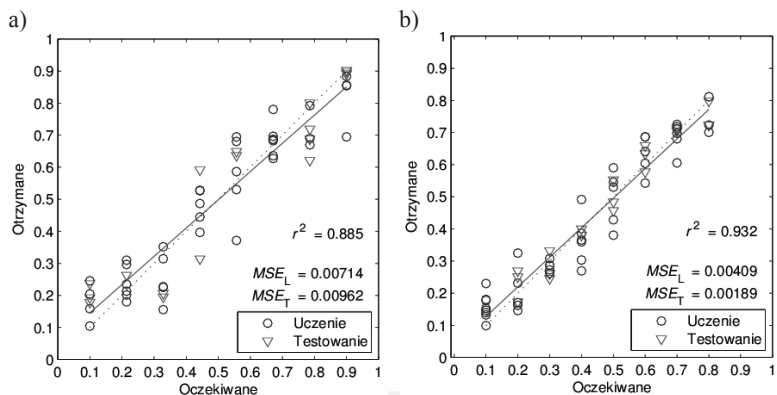 a)
1
0.9
0.8
0.7
0.6
0.5
0.4
0.3
0.2
0.1
0
Otrzymane
r² = 0.885
MSE_L = 0.00714
MSE_T = 0.00962
Uczenie
Testowanie
0 0.1 0.2 0.3 0.4 0.5 0.6 0.7 0.8 0.9 1
Oczekiwane
b)
1
0.9
0.8
0.7
0.6
0.5
0.4
0.3
0.2
0.1
0
Otrzymane
r² = 0.932
MSE_L = 0.00409
MSE_T = 0.00189
Uczenie
Testowanie
0 0.1 0.2 0.3 0.4 0.5 0.6 0.7 0.8 0.9 1
Oczekiwane